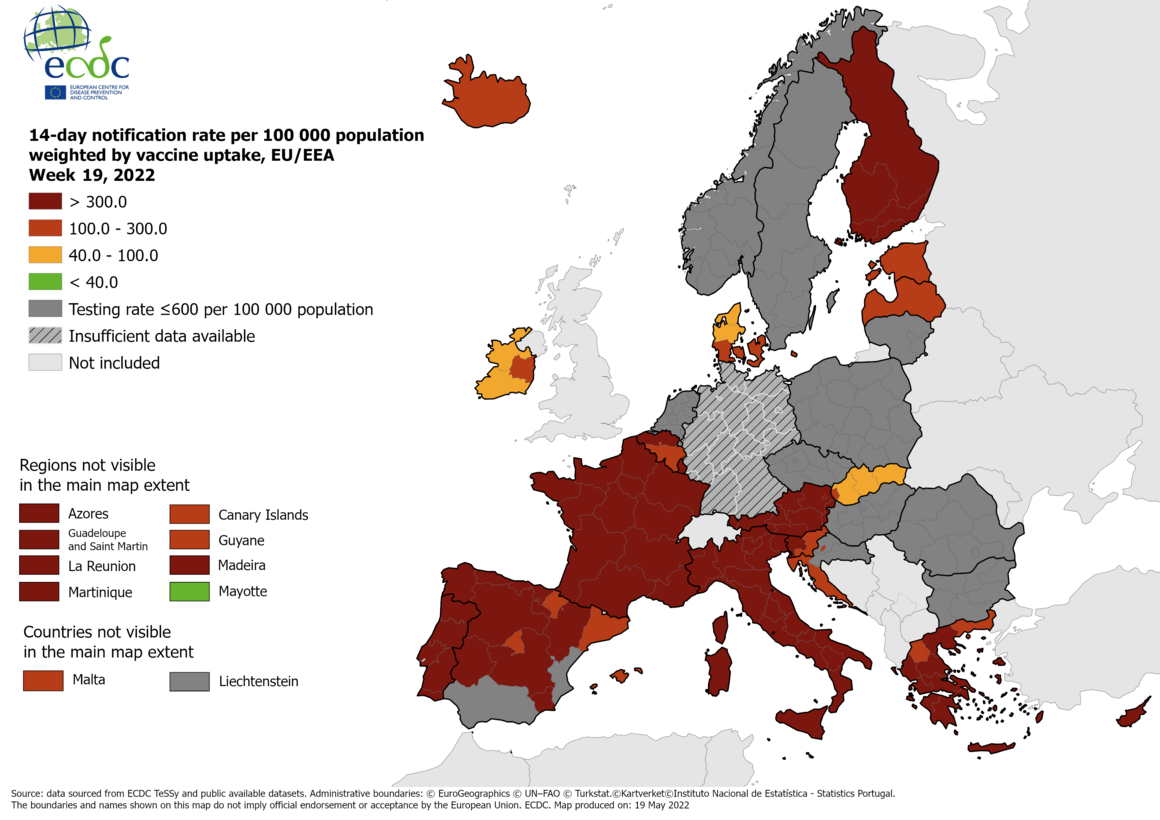 ecdc
EUROPEAN CENTRE FOR
DISEASE PREVENTION
AND CONTROL
14-day notification rate per 100 000 population
weighted by vaccine uptake, EU/EEA
Week 19, 2022
> 300.0
100.0 - 300.0
40.0 - 100.0
< 40.0
Testing rate ≤600 per 100 000 population
Insufficient data available
Not included
Regions not visible
in the main map extent
Azores
Canary Islands
Guadeloupe
and Saint Martin
Guyane
La Reunion
Madeira
Martinique
Mayotte
Countries not visible
in the main map extent
Malta
Liechtenstein
Source: data sourced from ECDC TeSSy and public available datasets. Administrative boundaries: © EuroGeographics © UN–FAO © Turkstat.©Kartverket©Instituto Nacional de Estatística - Statistics Portugal.
The boundaries and names shown on this map do not imply official endorsement or acceptance by the European Union. ECDC. Map produced on: 19 May 2022